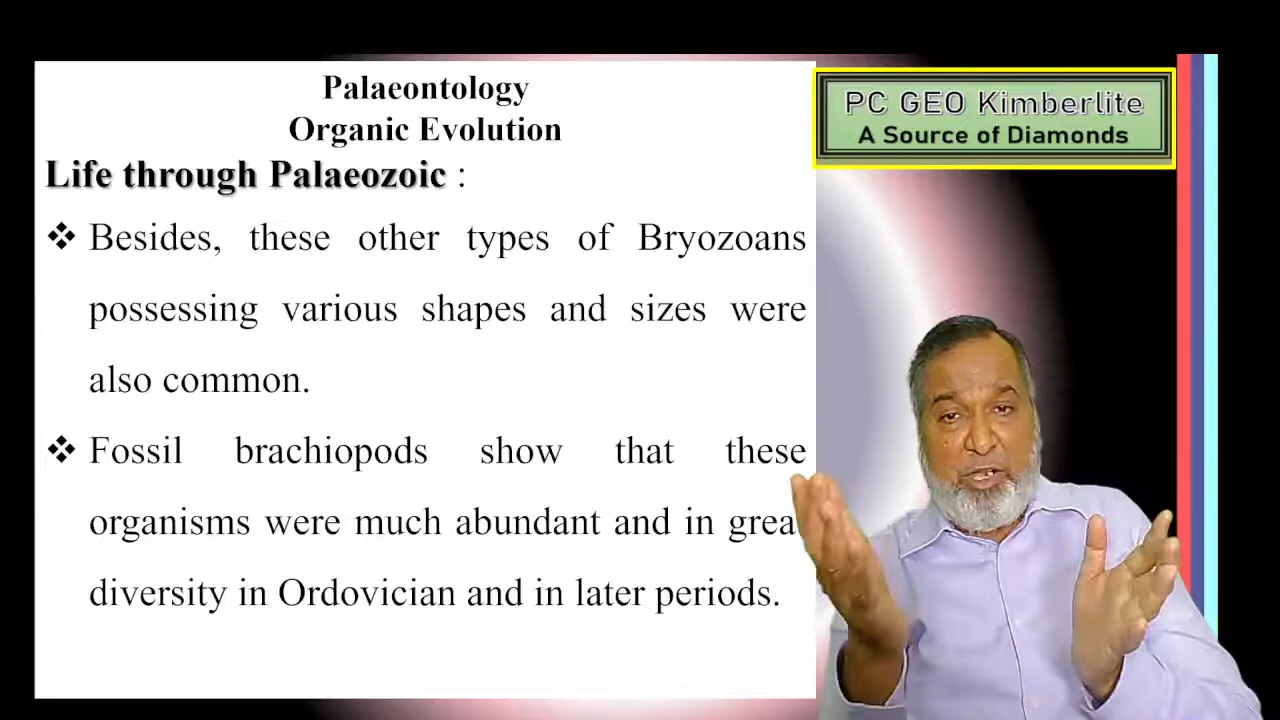 Palaeontology
Organic Evolution
Life through Palaeozoic :
❖ Besides, these other types of Bryozoans
possessing various shapes and sizes were
also common.
❖ Fossil brachiopods show that these
organisms were much abundant and in great
diversity in Ordovician and in later periods.
PC GEO Kimberlite
A Source of Diamonds